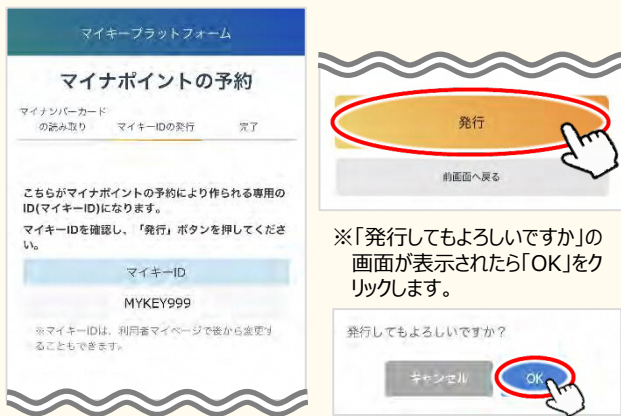 マイキープラットフォーム
マイナポイントの予約
マイナンバーカード
の読み取り
マイキーIDの発行
完了
こちらがマイナポイントの予約により作られる専用の
ID(マイキーID)になります。
マイキーIDを確認し、「発行」ボタンを押してくださ
い。
マイキーID
MYKEY999
※マイキーIDは、利用者マイページで後から変更す
ることもできます。
発行
前画面へ戻る
※「発行してもよろしいですか」の
画面が表示されたら「OK」をク
リックします。
発行してもよろしいですか？
キャンセル
OK